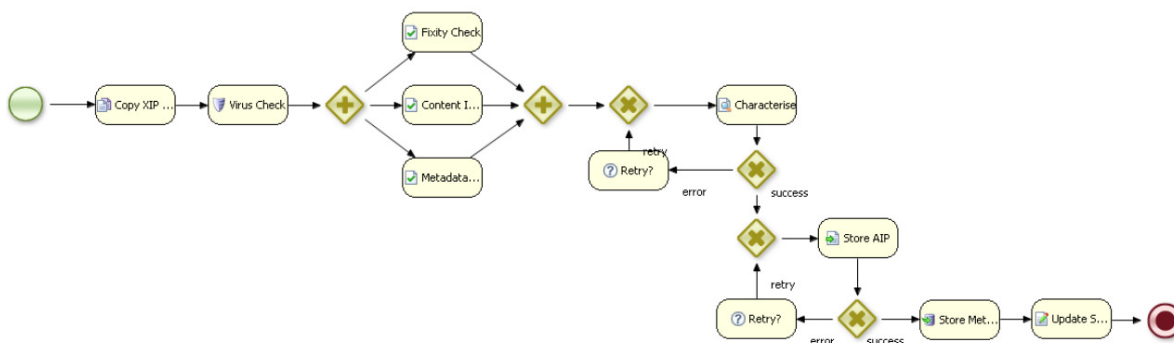 Fixity Check
Copy XIP ...
Virus Check
Content I...
Characterise
Metadata...
retry
Retry?
error
success
Store AIP
retry
Retry?
error
success
Store Met...
Update S...